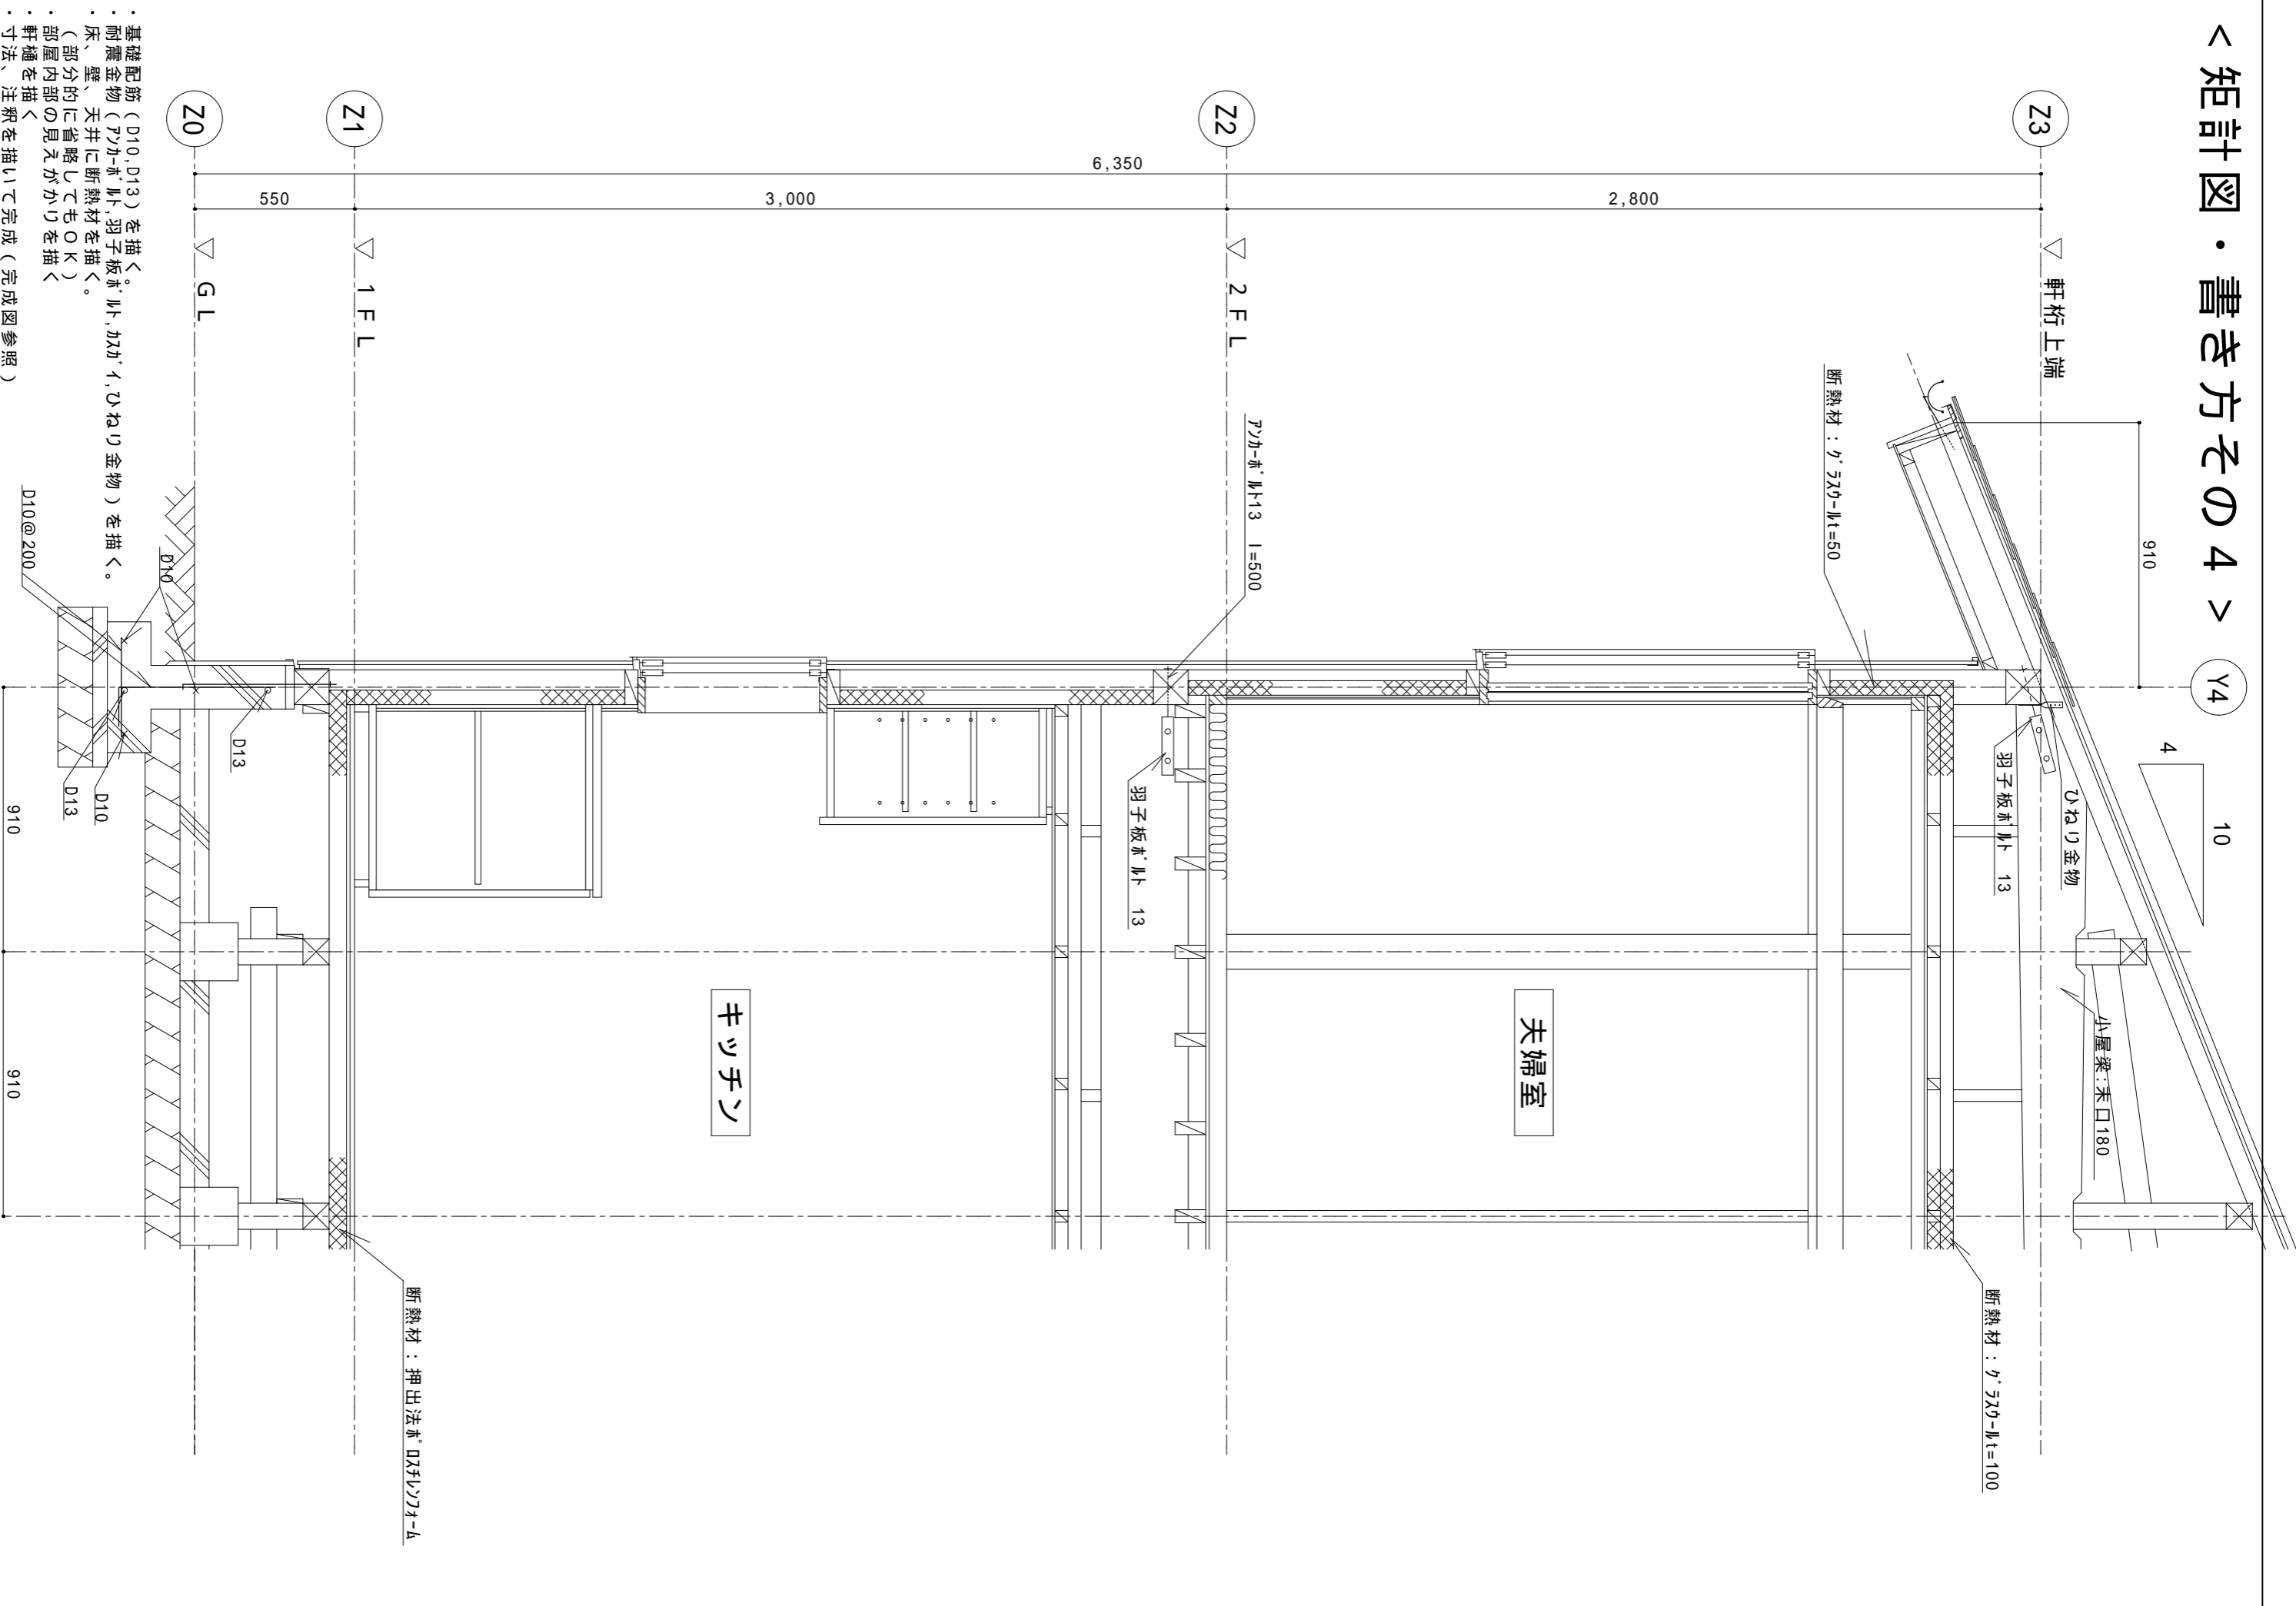 <矩計図・書き方その4>
Z3
Z2
Z1
Z0
Y4
6,350
2,800
3,000
550
▽ 軒桁上端
▽ 2FL
▽ 1FL
▽ GL
910
4
10
断熱材：ｸﾞﾗｽｳｰﾙt=50
ｱﾝｶｰﾎﾞﾙﾄ13 l=500
ひねり金物
羽子板ﾎﾞﾙﾄ 13
羽子板ﾎﾞﾙﾄ 13
小屋梁：末口180
夫婦室
キッチン
断熱材：ｸﾞﾗｽｳｰﾙt=100
断熱材：押出法ﾎﾟﾛｽﾁﾚﾝﾌｫｰﾑ
D10
D10@200
D13
D10
D13
910
910
・基礎配筋（D10,D13）を描く。
・耐震金物（ｱﾝｶｰﾎﾞﾙﾄ,羽子板ﾎﾞﾙﾄ,ｶｽｶﾞｲ,ひねり金物）を描く。
・床、壁、天井に断熱材を描く。
（部分的に省略してもOK）
・部屋内部の見えがかりを描く
・軒樋を描く
・寸法、注釈を描いて完成（完成図参照）